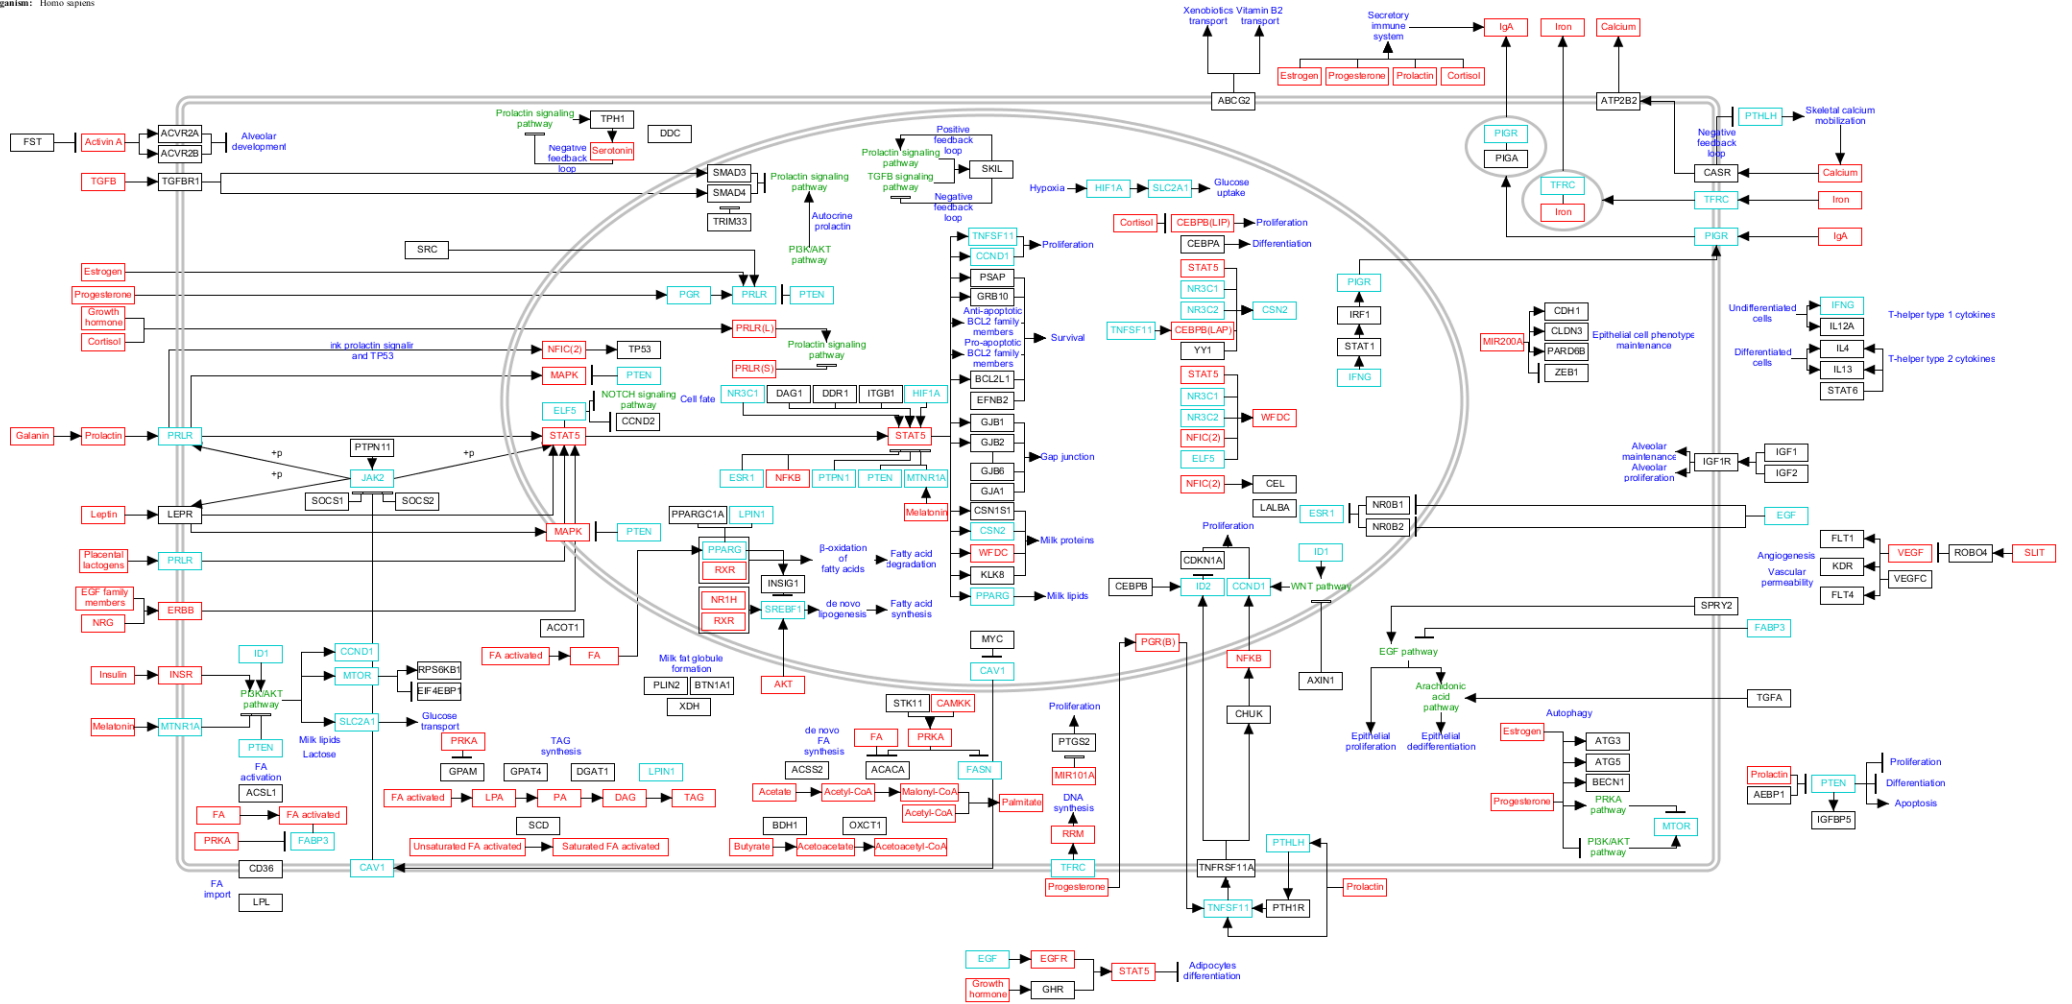 ganism: Homo sapiens
Xenobiotics
transport
Vitamin B2
transport
Secretory
immune
system
IgA
Iron
Calcium
Estrogen
Progesterone
Prolactin
Cortisol
ABCG2
ATP2B2
FST
Activin A
ACVR2A
ACVR2B
Alveolar
development
TGFB
TGFBR1
Prolactin signaling
pathway
TPH1
DDC
Serotonin
Negative
feedback
loop
SMAD3
SMAD4
TRIM33
Prolactin signaling
pathway
Autocrine
prolactin
PI3K/AKT
pathway
Positive
feedback
loop
Prolactin signaling
pathway
TGFB signaling
pathway
SKIL
Negative
feedback
loop
PIGR
PIGA
TFRC
Iron
Negative
feedback
loop
PTHLH
Skeletal calcium
mobilization
CASR
Calcium
TFRC
Iron
PIGR
IgA
Hypoxia
HIF1A
SLC2A1
Glucose
uptake
Cortisol
CEBPB(LIP)
Proliferation
CEBPA
Differentiation
STAT5
NR3C1
NR3C2
CSN2
TNFSF11
CEBPB(LAP)
YY1
STAT5
NR3C1
NR3C2
WFDC
NFIC(2)
ELF5
NFIC(2)
CEL
LALBA
SRC
Estrogen
Progesterone
PGR
PRLR
PTEN
Growth
hormone
Cortisol
PRLR(L)
Prolactin signaling
pathway
PRLR(S)
ink prolactin signalir
and TP53
NFIC(2)
TP53
MAPK
PTEN
NOTCH signaling
pathway
ELF5
CCND2
Cell fate
NR3C1
DAG1
DDR1
ITGB1
HIF1A
Galanin
Prolactin
PRLR
STAT5
STAT5
+p
+p
+p
PTPN11
JAK2
SOCS1
SOCS2
ESR1
NFKB
PTPN1
PTEN
MTNR1A
Melatonin
Leptin
LEPR
MAPK
PTEN
Placental
lactogens
PRLR
EGF family
members
NRG
ERBB
TNFSF11
CCND1
Proliferation
PSAP
GRB10
Anti-apoptotic
BCL2 family
members
Pro-apoptotic
BCL2 family
members
Survival
BCL2L1
EFNB2
GJB1
GJB2
GJB6
GJA1
Gap junction
CSN1S1
CSN2
WFDC
KLK8
Milk proteins
PPARG
Milk lipids
PPARGC1A
LPIN1
PPARG
RXR
INSIG1
β-oxidation
of
fatty acids
Fatty acid
degradation
NR1H
RXR
SREBF1
de novo
lipogenesis
Fatty acid
synthesis
ACOT1
FA activated
FA
AKT
Milk fat globule
formation
PLIN2
BTN1A1
XDH
PIGR
IRF1
STAT1
IFNG
MIR200A
CDH1
CLDN3
PARD6B
ZEB1
Epithelial cell phenotype
maintenance
Undifferentiated
cells
IFNG
IL12A
T-helper type 1 cytokines
Differentiated
cells
IL4
IL13
STAT6
T-helper type 2 cytokines
Alveolar
maintenance
Alveolar
proliferation
IGF1R
IGF1
IGF2
ESR1
NR0B1
NR0B2
EGF
Angiogenesis
Vascular
permeability
FLT1
KDR
FLT4
VEGF
ROBO4
SLIT
VEGFC
Proliferation
CDKN1A
ID1
CEBPB
ID2
CCND1
WNT pathway
AXIN1
SPRY2
FABP3
EGF pathway
Arachidonic
acid
pathway
TGFA
Epithelial
proliferation
Epithelial
dedifferentiation
Insulin
INSR
ID1
PI3K/AKT
pathway
Melatonin
MTNR1A
PTEN
CCND1
MTOR
SLC2A1
RPS6KB1
EIF4EBP1
Glucose
transport
Milk lipids
Lactose
FA
activation
ACSL1
FA
FA activated
PRKA
FABP3
CD36
CAV1
FA
import
LPL
PRKA
GPAM
TAG
synthesis
GPAT4
DGAT1
LPIN1
FA activated
LPA
PA
DAG
TAG
SCD
Unsaturated FA activated
Saturated FA activated
MYC
CAV1
STK11
CAMKK
de novo
FA
synthesis
FA
PRKA
ACSS2
ACACA
FASN
Acetate
Acetyl-CoA
Malonyl-CoA
Acetyl-CoA
Palmitate
BDH1
OXCT1
Butyrate
Acetoacetate
Acetoacetyl-CoA
Proliferation
PTGS2
MIR101A
DNA
synthesis
RRM
TFRC
Progesterone
PGR(B)
NFKB
CHUK
TNFRSF11A
TNFSF11
PTHLH
PTH1R
Prolactin
Autophagy
Estrogen
ATG3
ATG5
BECN1
Progesterone
PRKA
pathway
MTOR
PI3K/AKT
pathway
Prolactin
AEBP1
PTEN
IGFBP5
Proliferation
Differentiation
Apoptosis
EGF
EGFR
Growth
hormone
GHR
STAT5
Adipocytes
differentiation